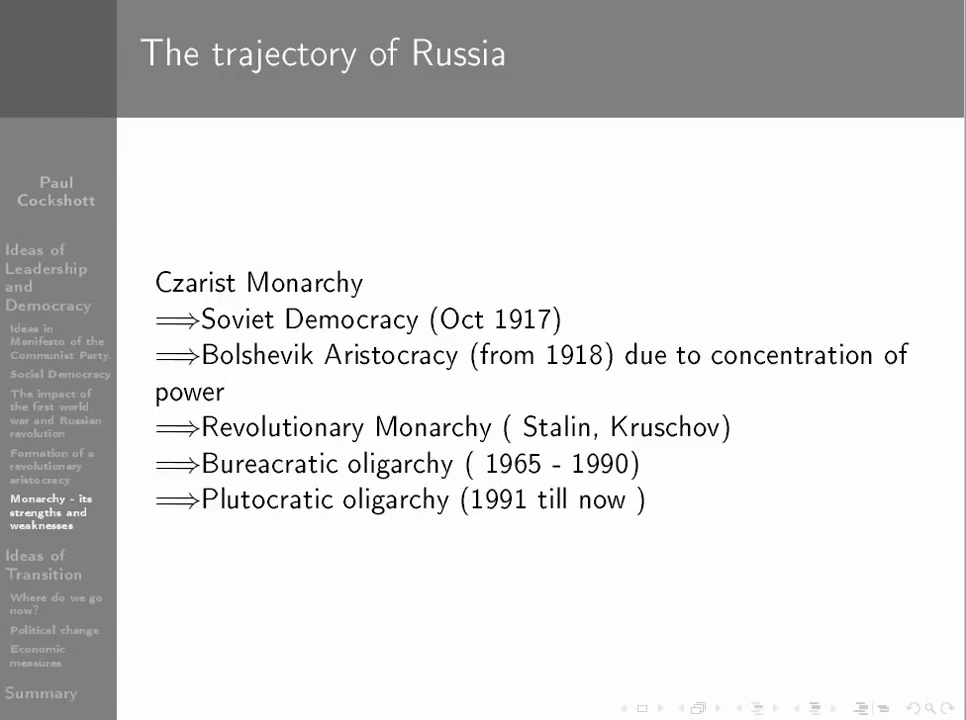 The trajectory of Russia
Paul
Cockshott
Ideas of
Leadership
and
Democracy
Ideas in
Manifesto of the
Communist Party.
Social Democracy
The impact of
the first world
war and Russian
revolution
Formation of a
revolutionary
aristocracy
Monarchy - its
strengths and
weaknesses
Ideas of
Transition
Where do we go
now?
Political change
Economic
measures
Summary
Czarist Monarchy
⟹Soviet Democracy (Oct 1917)
⟹Bolshevik Aristocracy (from 1918) due to concentration of
power
⟹Revolutionary Monarchy ( Stalin, Kruschov)
⟹Bureacratic oligarchy ( 1965 - 1990)
⟹Plutocratic oligarchy (1991 till now )